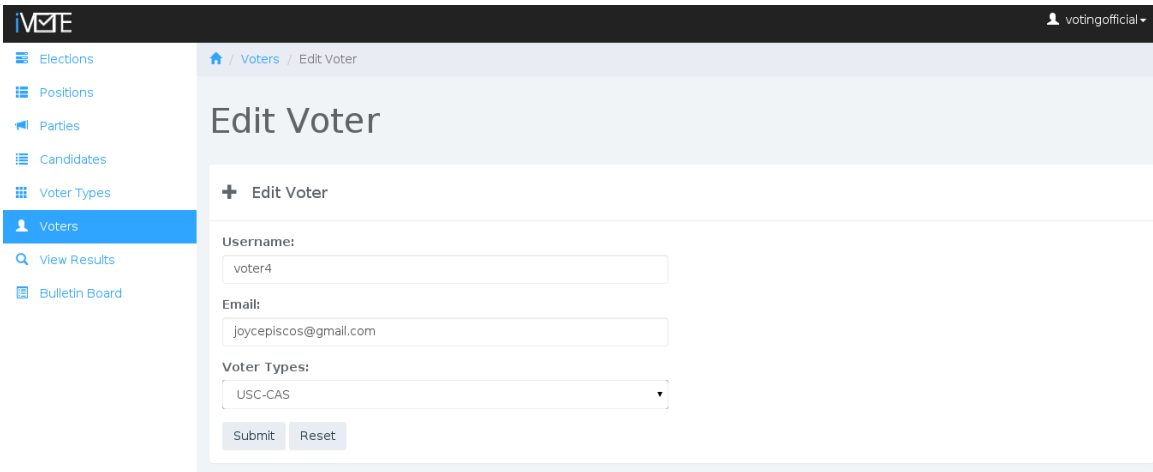 iVOTE
votingofficial
Elections
Positions
Parties
Candidates
Voter Types
Voters
View Results
Bulletin Board
/ Voters / Edit Voter
Edit Voter
Edit Voter
Username:
voter4
Email:
joycepiscos@gmail.com
Voter Types:
USC-CAS
Submit Reset